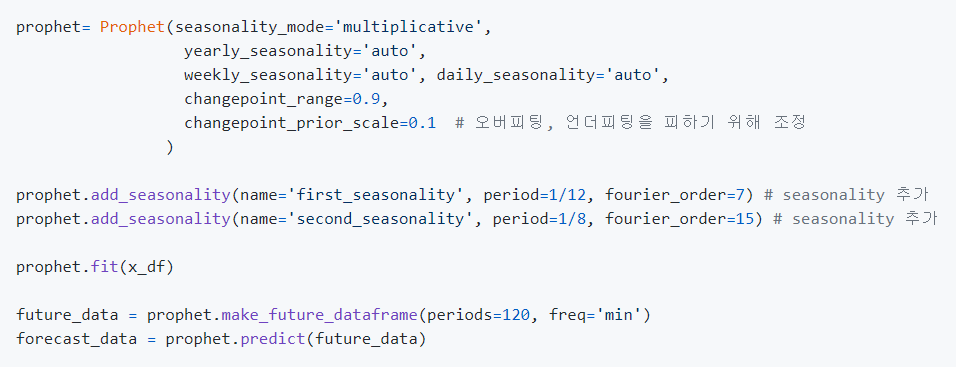 prophet= Prophet(seasonality_mode='multiplicative',
yearly_seasonality='auto',
weekly_seasonality='auto', daily_seasonality='auto',
changepoint_range=0.9,
changepoint_prior_scale=0.1  # 오버피팅, 언더피팅을 피하기 위해 조정
)
prophet.add_seasonality(name='first_seasonality', period=1/12, fourier_order=7) # seasonality 추가
prophet.add_seasonality(name='second_seasonality', period=1/8, fourier_order=15) # seasonality 추가
prophet.fit(x_df)
future_data = prophet.make_future_dataframe(periods=120, freq='min')
forecast_data = prophet.predict(future_data)